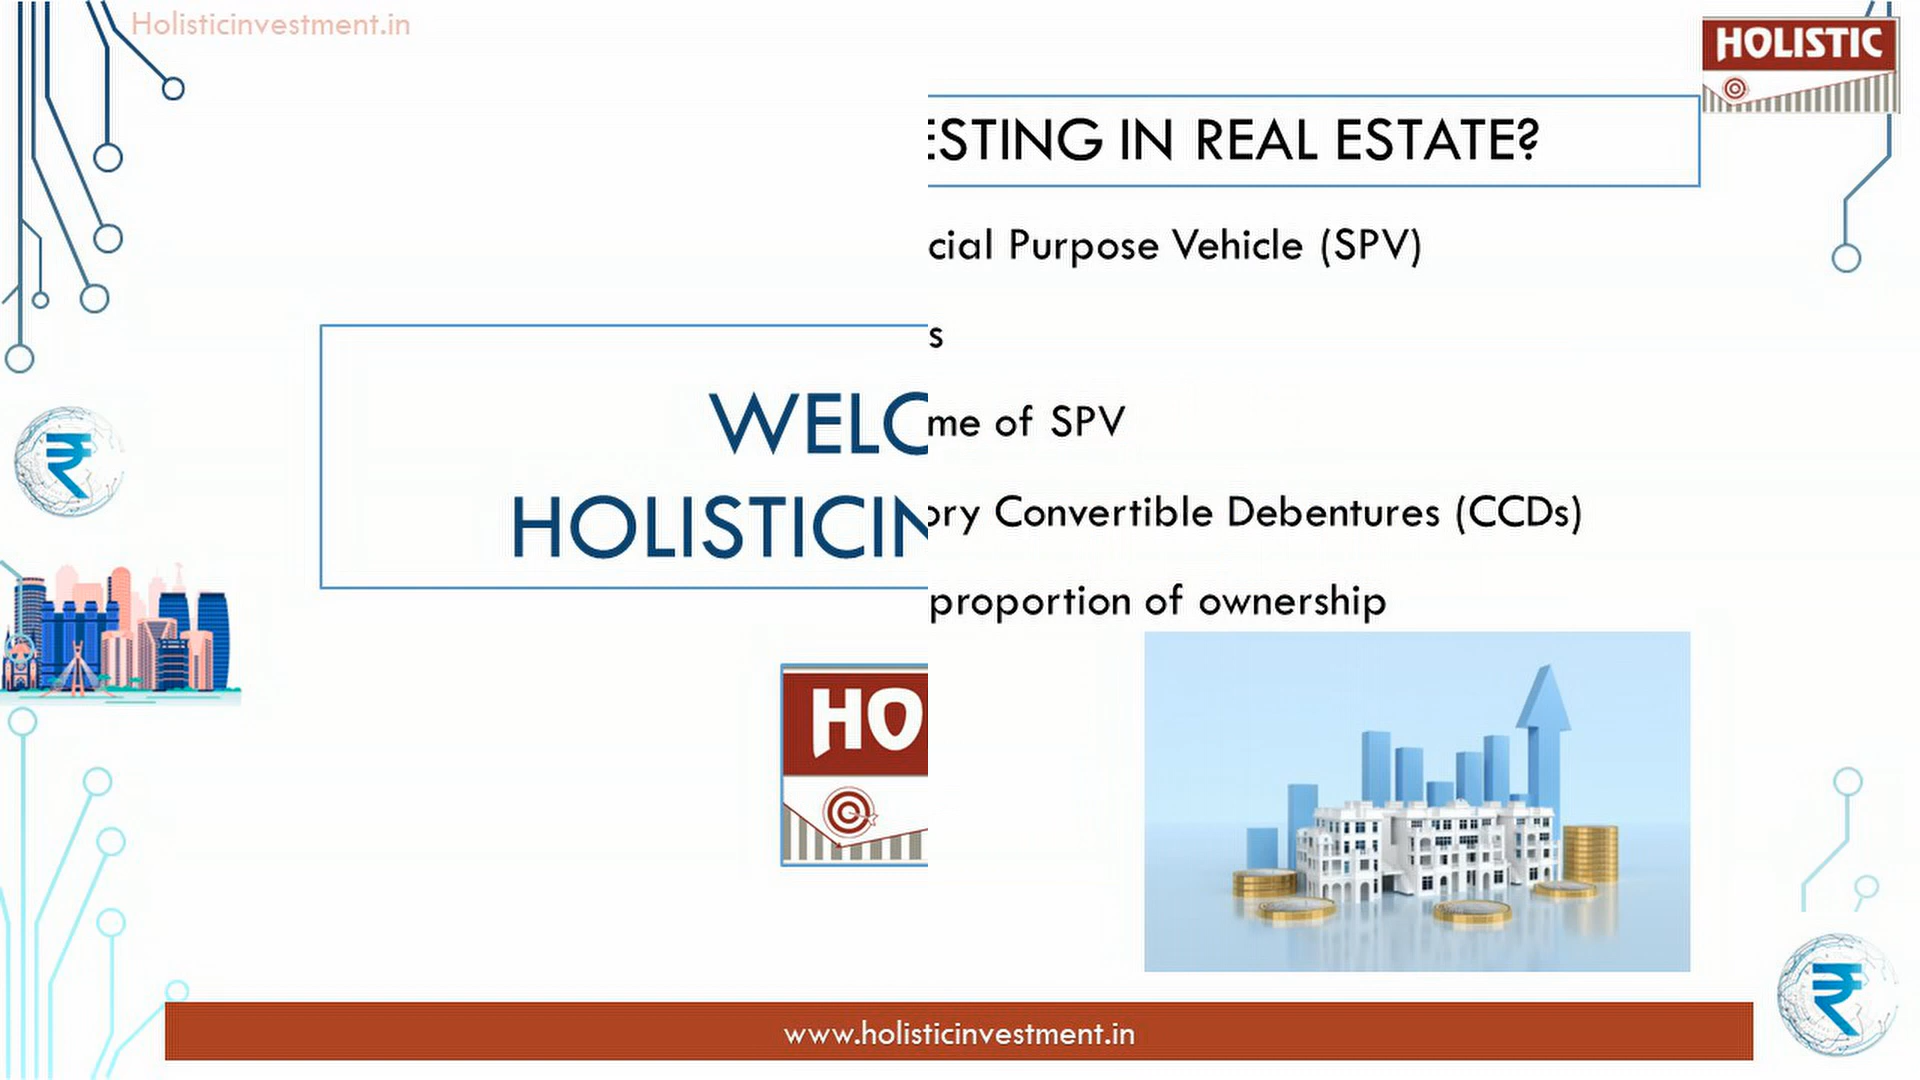 Holisticinvestment.in
HOLISTIC
ESTING IN REAL ESTATE?
cial Purpose Vehicle (SPV)
s
me of SPV
WELC
ory Convertible Debentures (CCDs)
HOLISTICIN
proportion of ownership
HO
www.holisticinvestment.in